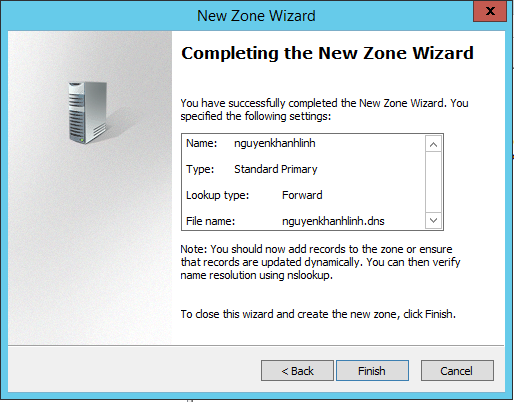 New Zone Wizard
X
Completing the New Zone Wizard
You have successfully completed the New Zone Wizard. You
specified the following settings:
Name: nguyenkhanhlinh
Type: Standard Primary
Lookup type: Forward
File name: nguyenkhanhlinh.dns
Note: You should now add records to the zone or ensure
that records are updated dynamically. You can then verify
name resolution using nslookup.
To close this wizard and create the new zone, click Finish.
< Back Finish Cancel